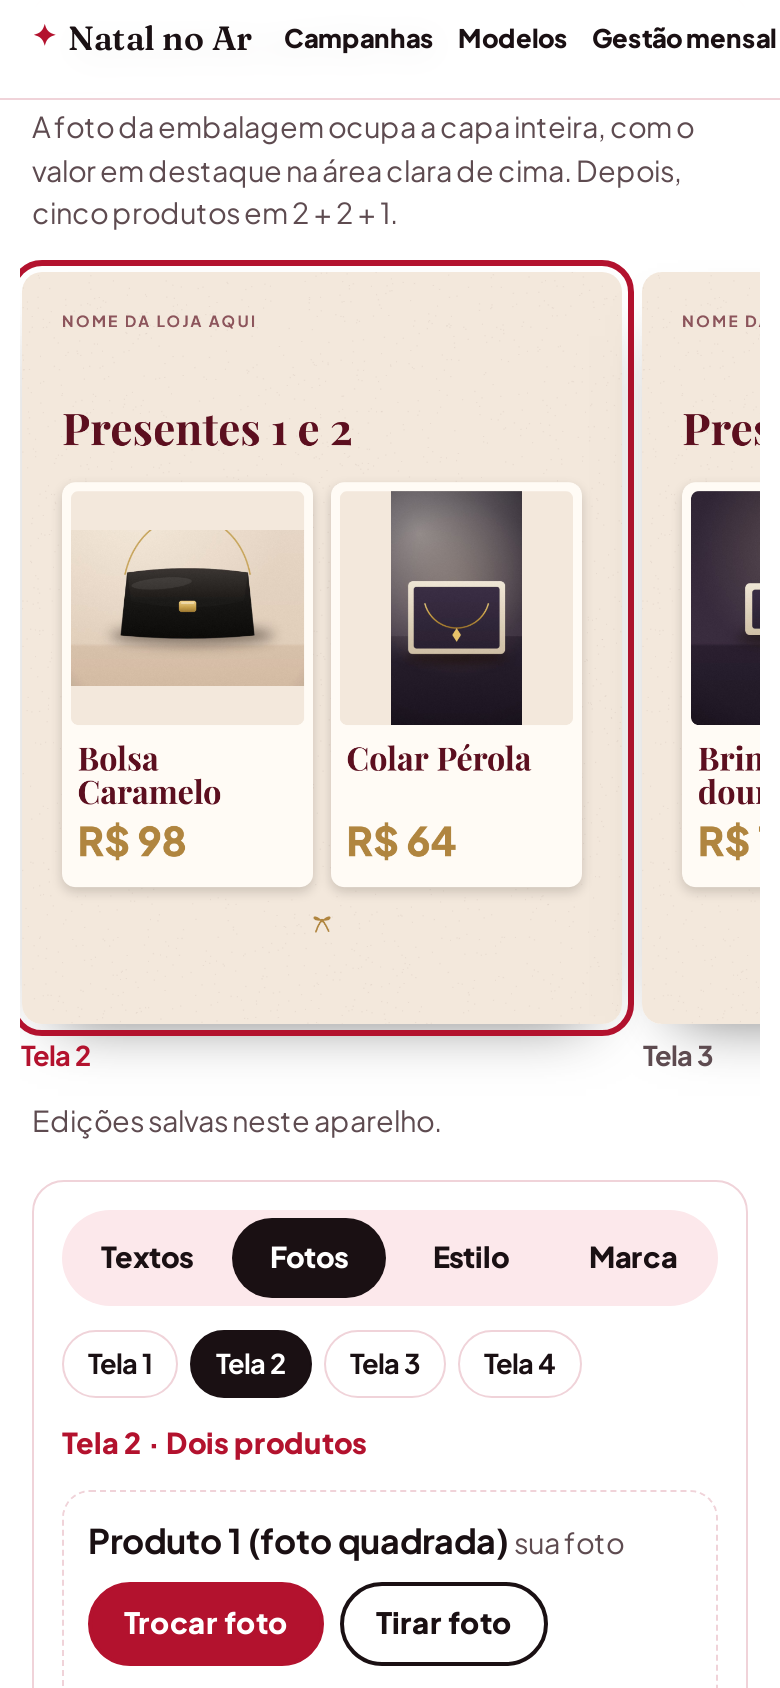 Natal no Ar Campanhas Modelos Gestão mensal
A foto da embalagem ocupa a capa inteira, com o
valor em destaque na área clara de cima. Depois,
cinco produtos em 2 + 2 + 1.
NOME DA LOJA AQUI
Presentes 1 e 2
Bolsa
Caramelo
R$ 98
Colar Pérola
R$ 64
Tela 2
NOME
R$
Tela 3
Edições salvas neste aparelho.
Textos Fotos Estilo Marca
Tela 1 Tela 2 Tela 3 Tela 4
Tela 2 · Dois produtos
Produto 1 (foto quadrada) sua foto
Trocar foto Tirar foto